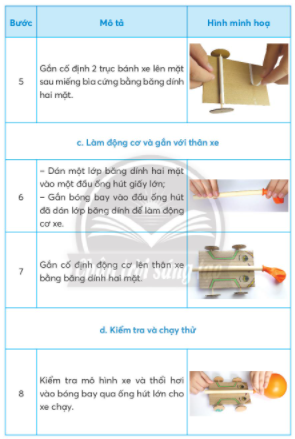 Bước Mô tả Hình minh hoạ
5
Gắn cố định 2 trục bánh xe lên mặt
sau miếng bìa cứng bằng băng dính
hai mặt.
c. Làm động cơ và gắn với thân xe
6
– Dán một lớp băng dính hai mặt
vào một đầu ống hút giấy lớn;
– Gắn bóng bay vào đầu ống hút
đã dán lớp băng dính để làm động
cơ xe.
7
Gắn cố định động cơ lên thân xe
bằng băng dính hai mặt.
Chân trời sáng tạo
d. Kiểm tra và chạy thử
8
Kiểm tra mô hình xe và thổi hơi
vào bóng bay qua ống hút lớn cho
xe chạy.